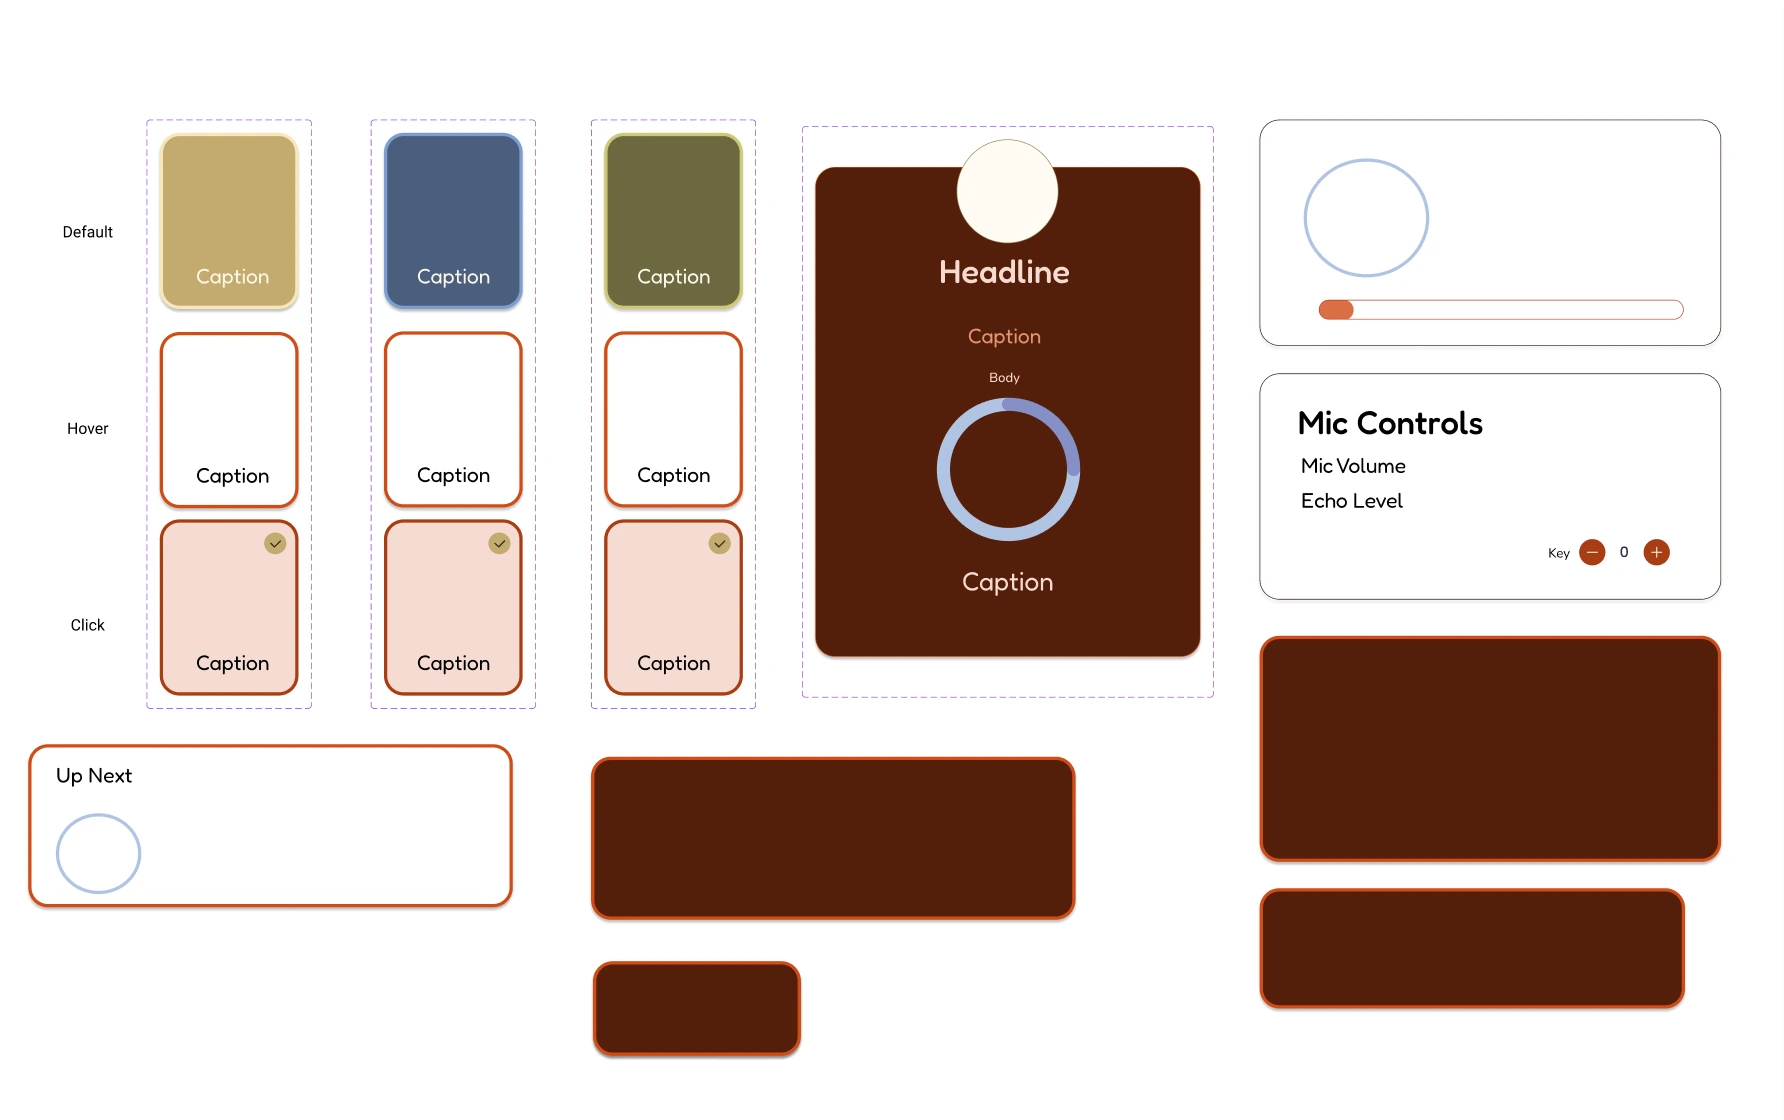 Default
Caption
Caption
Caption
Hover
Caption
Caption
Caption
Click
Caption
Caption
Caption
Headline
Caption
Body
Caption
Mic Controls
Mic Volume
Echo Level
Key 0
Up Next